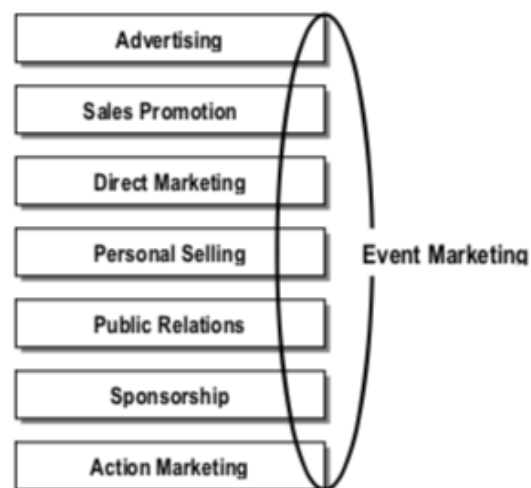 Advertising
Sales Promotion
Direct Marketing
Personal Selling
Event Marketing
Public Relations
Sponsorship
Action Marketing